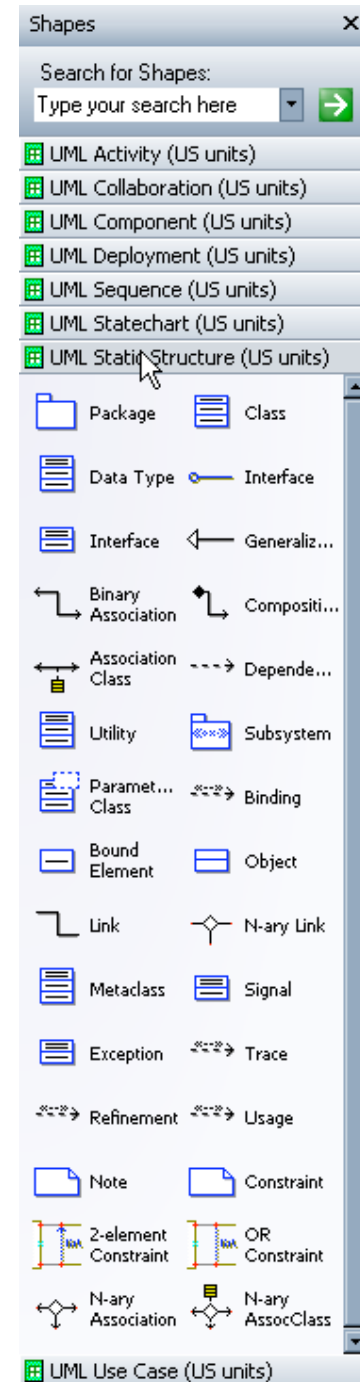 Shapes
Search for Shapes:
Type your search here
UML Activity (US units)
UML Collaboration (US units)
UML Component (US units)
UML Deployment (US units)
UML Sequence (US units)
UML Statechart (US units)
UML Static Structure (US units)
Package
Class
Data Type
Interface
Interface
Generaliz...
Binary
Association
Compositi...
Association
Class
Depende...
Utility
Subsystem
Paramet...
Class
Binding
Bound
Element
Object
Link
N-ary Link
Metaclass
Signal
Exception
Trace
Refinement
Usage
Note
Constraint
2-element
Constraint
OR
Constraint
N-ary
Association
N-ary
AssocClass
UML Use Case (US units)